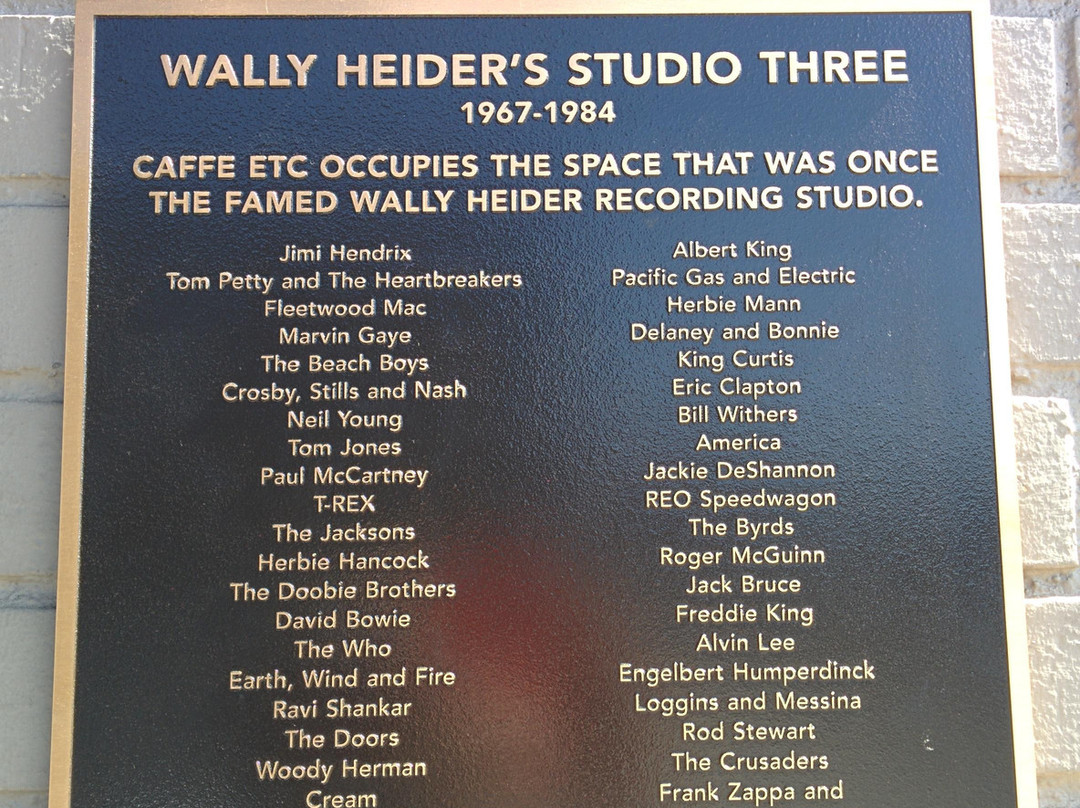 WALLY HEIDER'S STUDIO THREE
1967-1984
CAFFE ETC OCCUPIES THE SPACE THAT WAS ONCE
THE FAMED WALLY HEIDER RECORDING STUDIO.
Jimi Hendrix
Tom Petty and The Heartbreakers
Fleetwood Mac
Marvin Gaye
The Beach Boys
Crosby, Stills and Nash
Neil Young
Tom Jones
Paul McCartney
T-REX
The Jacksons
Herbie Hancock
The Doobie Brothers
David Bowie
The Who
Earth, Wind and Fire
Ravi Shankar
The Doors
Woody Herman
Cream
Albert King
Pacific Gas and Electric
Herbie Mann
Delaney and Bonnie
King Curtis
Eric Clapton
Bill Withers
America
Jackie DeShannon
REO Speedwagon
The Byrds
Roger McGuinn
Jack Bruce
Freddie King
Alvin Lee
Engelbert Humperdinck
Loggins and Messina
Rod Stewart
The Crusaders
Frank Zappa and